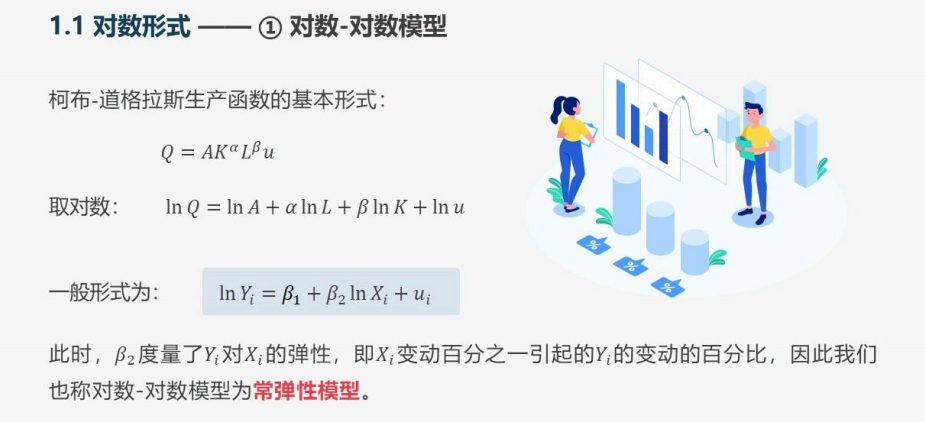 1.1 对数形式 —— ① 对数-对数模型
柯布-道格拉斯生产函数的基本形式：
Q = AK^α L^β u
取对数： ln Q = ln A + α ln L + β ln K + ln u
一般形式为： ln Y_i = β_1 + β_2 ln X_i + u_i
此时，β_2度量了Y_i对X_i的弹性，即X_i变动百分之一引起的Y_i的变动的百分比，因此我们
也称对数-对数模型为常弹性模型。
%
%
%